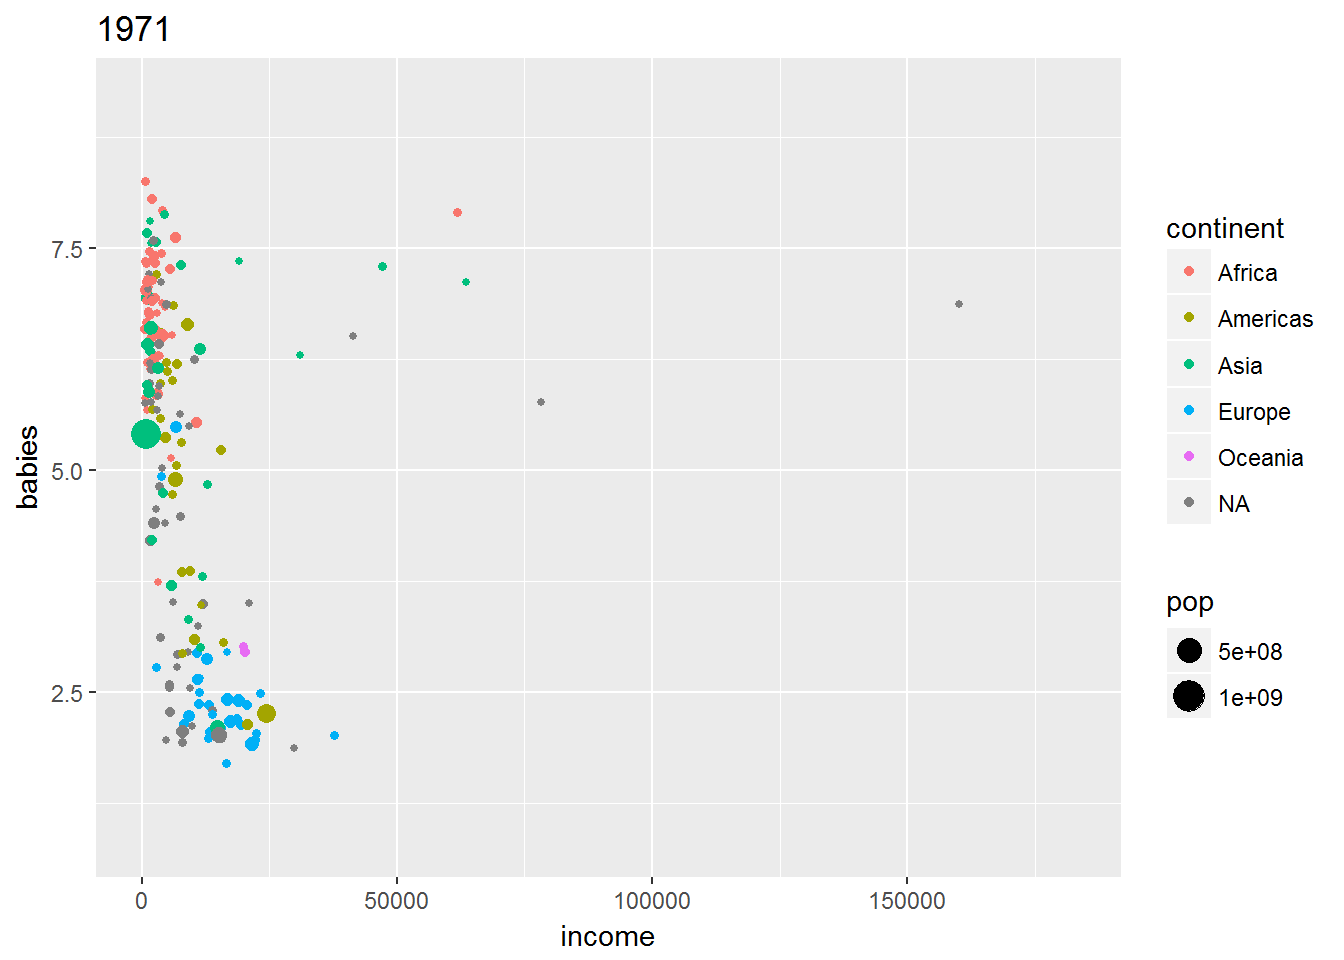 1971
babies
7.5
5.0
2.5
0
50000
100000
150000
income
continent
Africa
Americas
Asia
Europe
Oceania
NA
pop
5e+08
1e+09